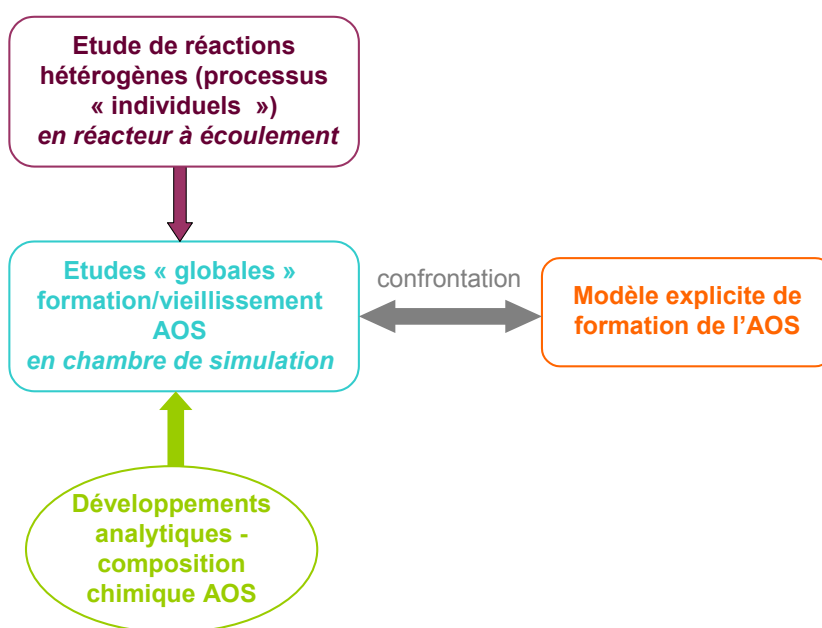 Etude de réactions
hétérogènes (processus
« individuels »)
en réacteur à écoulement
Etudes « globales »
formation/vieillissement
AOS
en chambre de simulation
confrontation
Modèle explicite de
formation de l'AOS
Développements
analytiques -
composition
chimique AOS